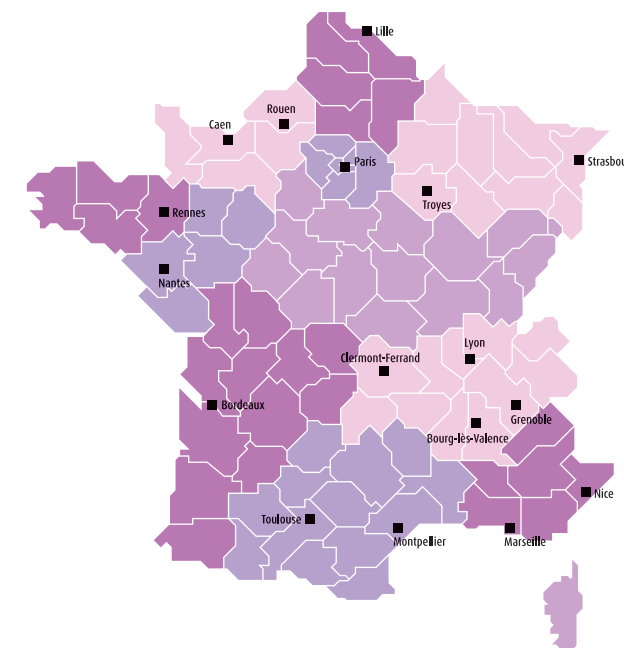 Lille
Rouen
Caen
Paris
Strasbou
Troyes
Rennes
Nantes
Lyon
Clermont-Ferrand
Bordeaux
Grenoble
Bourg-lès-Valence
Nice
Toulouse
Montpellier
Marseille